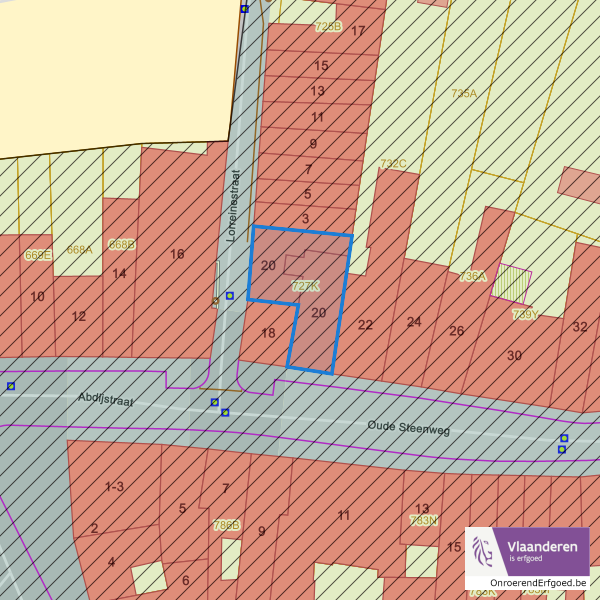 725B
17
15
13
735A
11
9
732C
7
5
Lorreinestraat
3
669E
668A
668B
16
20
14
736A
10
727K
12
20
739Y
18
22
24
26
32
30
Abdijstraat
Oude Steenweg
1-3
7
5
11
13
2
786B
783N
9
15
4
6
Vlaanderen
is erfgoed
OnroerendErfgoed.be